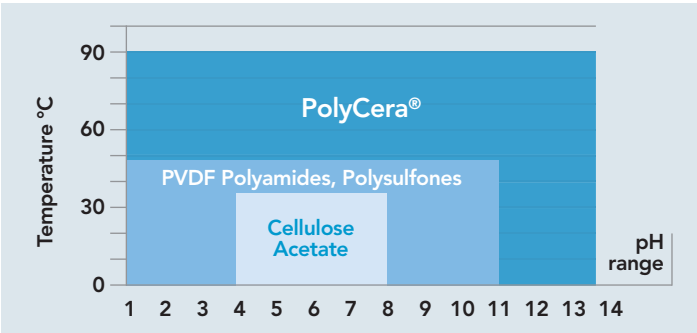 Temperature °C
90
60
30
0
PolyCera®
PVDF Polyamides, Polysulfones
Cellulose
Acetate
pH
range
1 2 3 4 5 6 7 8 9 10 11 12 13 14